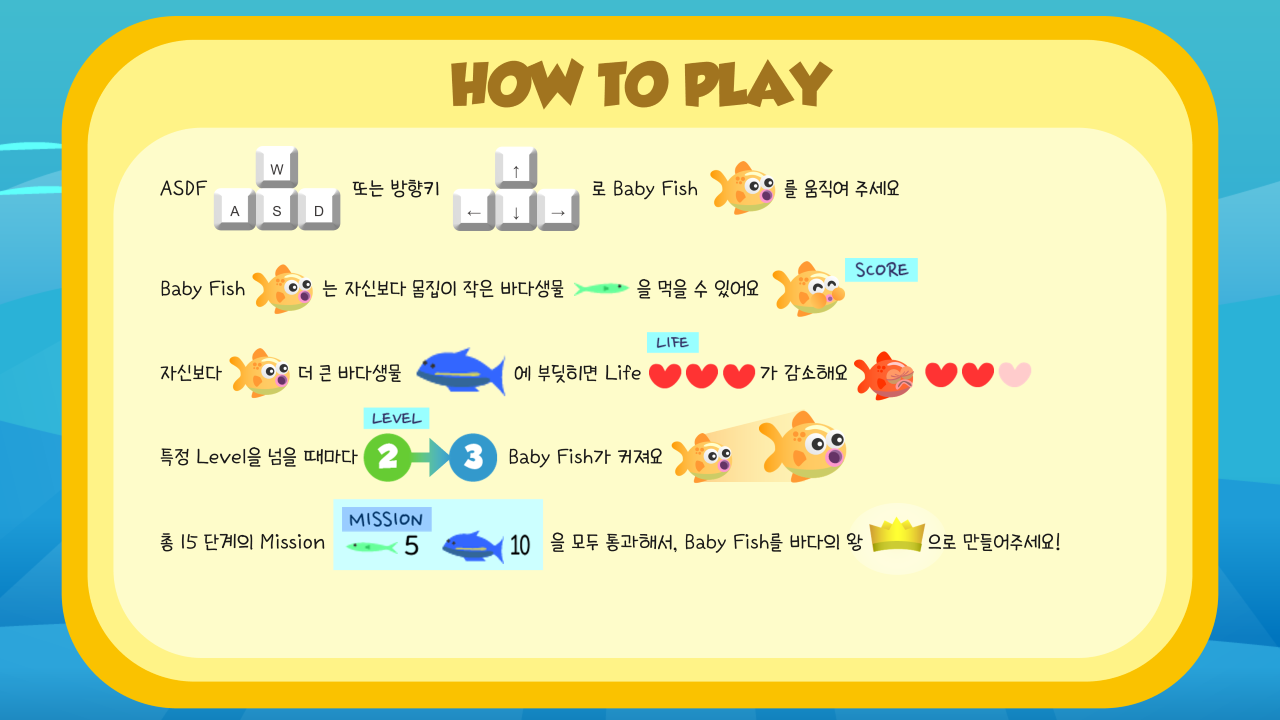 HOW TO PLAY
W
↑
ASDF A S D 또는 방향키 ← ↓ → 로 Baby Fish 를 움직여 주세요
SCORE
Baby Fish 는 자신보다 몸집이 작은 바다생물 을 먹을 수 있어요
LIFE
자신보다 더 큰 바다생물 에 부딪히면 Life 가 감소해요
LEVEL
특정 Level을 넘을 때마다 2 3 Baby Fish가 커져요
MISSION
총 15 단계의 Mission 5 10 을 모두 통과해서, Baby Fish를 바다의 왕 으로 만들어주세요!